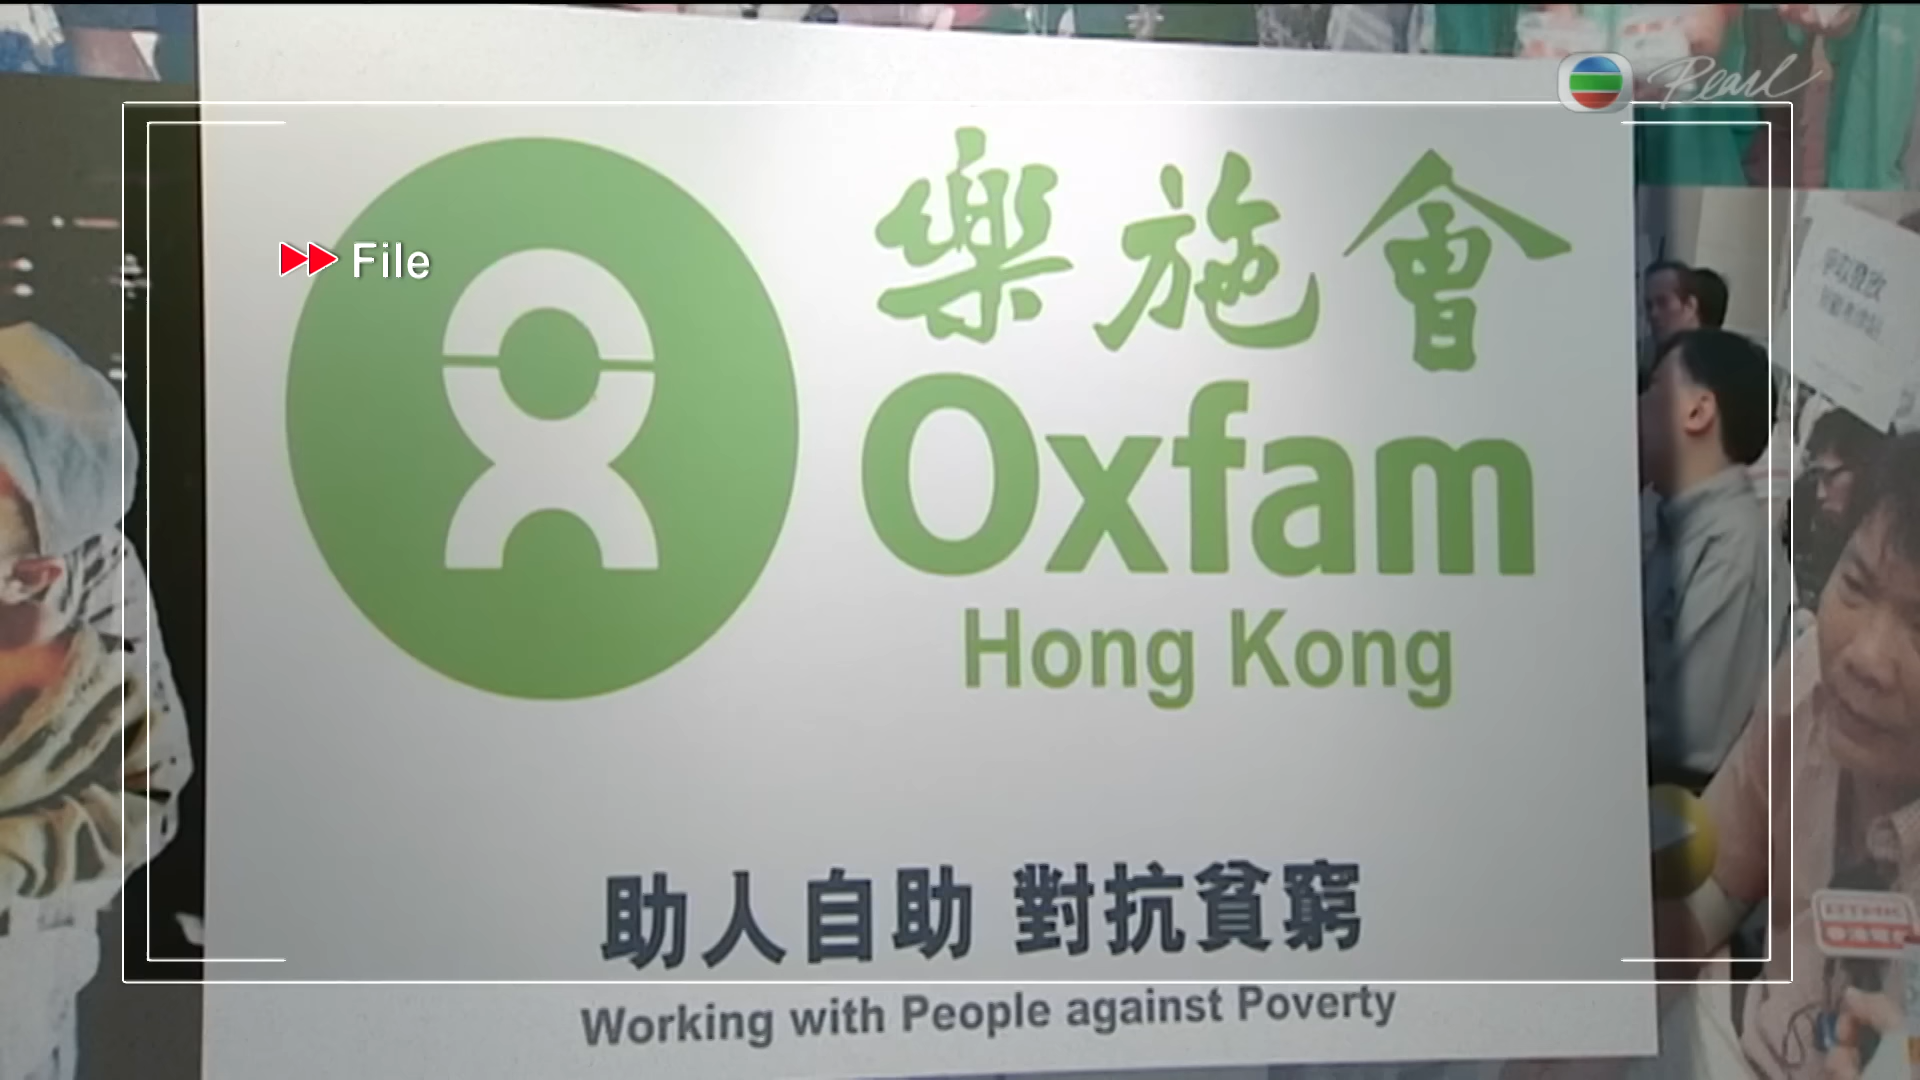 Pearl
File
樂施會
Oxfam
Hong Kong
助人自助 對抗貧窮
Working with People against Poverty